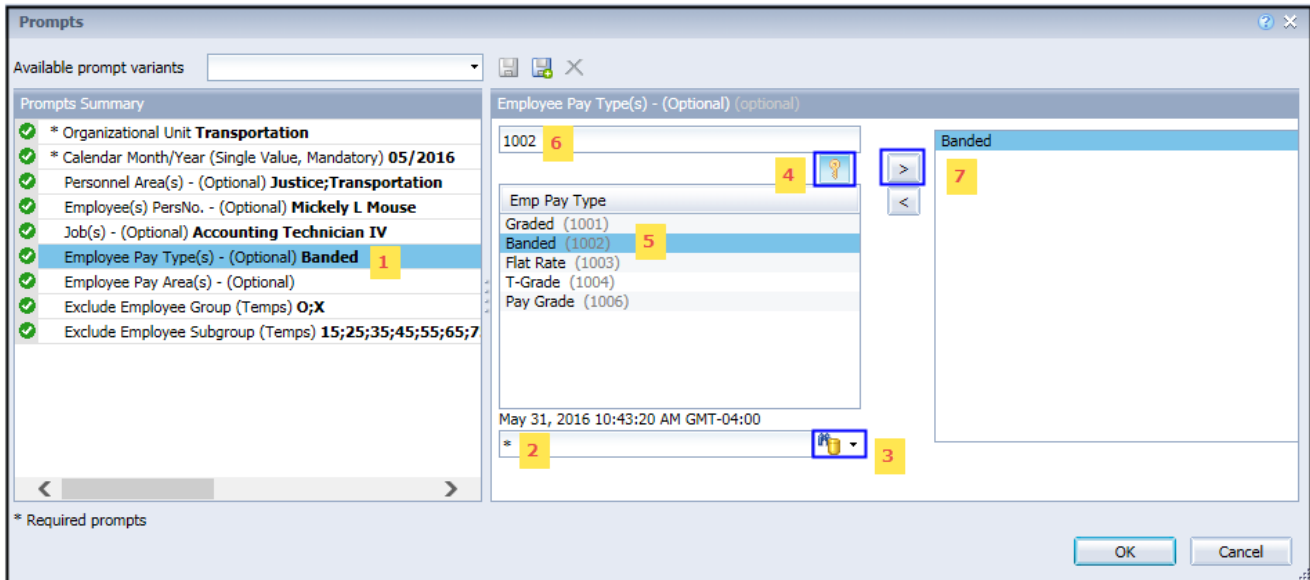 Prompts
Available prompt variants
Prompts Summary
* Organizational Unit Transportation
* Calendar Month/Year (Single Value, Mandatory) 05/2016
Personnel Area(s) - (Optional) Justice;Transportation
Employee(s) PersNo. - (Optional) Mickely L Mouse
Job(s) - (Optional) Accounting Technician IV
Employee Pay Type(s) - (Optional) Banded 1
Employee Pay Area(s) - (Optional)
Exclude Employee Group (Temps) O;X
Exclude Employee Subgroup (Temps) 15;25;35;45;55;65;7
* Required prompts
Employee Pay Type(s) - (Optional) (optional)
1002 6
4
Emp Pay Type
Graded (1001)
Banded (1002) 5
Flat Rate (1003)
T-Grade (1004)
Pay Grade (1006)
May 31, 2016 10:43:20 AM GMT-04:00
* 2
3
> 7
<
Banded
OK Cancel